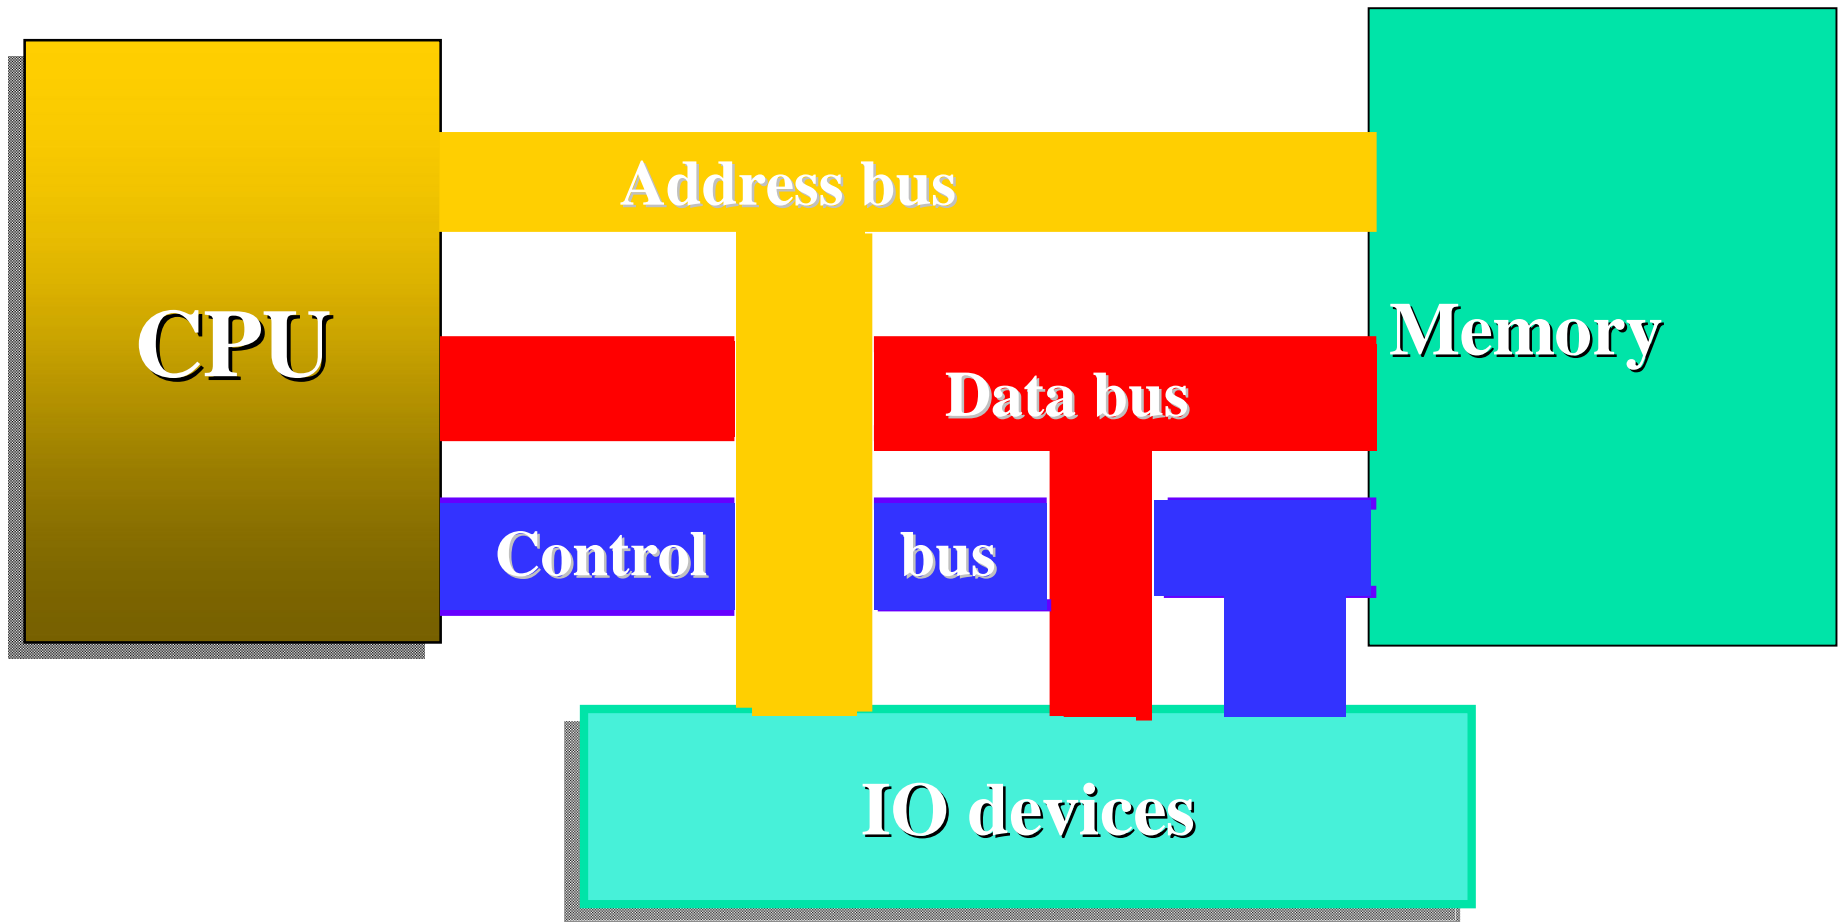 Address bus
CPU
Memory
Data bus
Control bus
IO devices